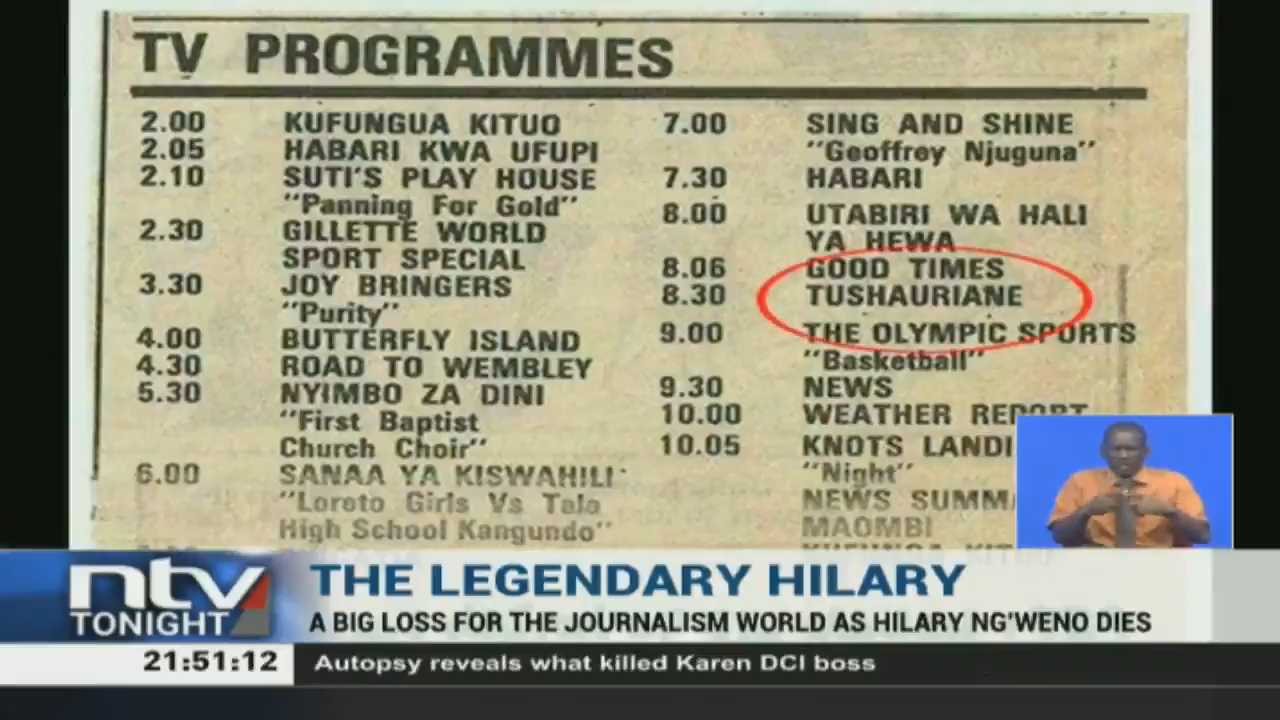 TV PROGRAMMES
2.00 KUFUNGUA KITUO
2.05 HABARI KWA UFUPI
2.10 SUTI'S PLAY HOUSE
"Panning For Gold"
2.30 GILLETTE WORLD
SPORT SPECIAL
3.30 JOY BRINGERS
"Purity"
4.00 BUTTERFLY ISLAND
4.30 ROAD TO WEMBLEY
5.30 NYIMBO ZA DINI
"First Baptist
Church Choir"
6.00 SANAA YA KISWAHILI
"Loreto Girls Vs Tala
High School Kangundo"
7.00 SING AND SHINE
"Geoffrey Njuguna"
7.30 HABARI
8.00 UTABIRI WA HALI
YA HEWA
8.06 GOOD TIMES
8.30 TUSHAURIANE
9.00 THE OLYMPIC SPORTS
"Basketball"
9.30 NEWS
10.00 WEATHER REPORT
10.05 KNOTS LANDI
"Night"
NEWS SUMMA
MAOMBI
ntv
TONIGHT
THE LEGENDARY HILARY
A BIG LOSS FOR THE JOURNALISM WORLD AS HILARY NG'WENO DIES
21:51:12
Autopsy reveals what killed Karen DCI boss